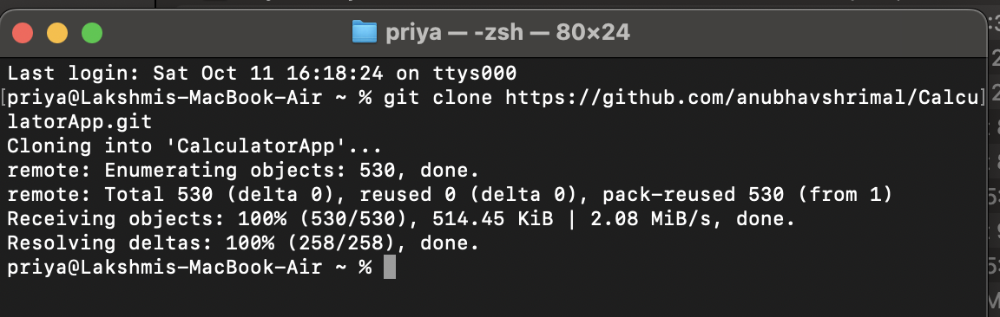 priya — -zsh — 80×24
Last login: Sat Oct 11 16:18:24 on ttys000
[priya@Lakshmis-MacBook-Air ~ % git clone https://github.com/anubhavshrimal/Calcu]
latorApp.git
Cloning into 'CalculatorApp'...
remote: Enumerating objects: 530, done.
remote: Total 530 (delta 0), reused 0 (delta 0), pack-reused 530 (from 1)
Receiving objects: 100% (530/530), 514.45 KiB | 2.08 MiB/s, done.
Resolving deltas: 100% (258/258), done.
priya@Lakshmis-MacBook-Air ~ %